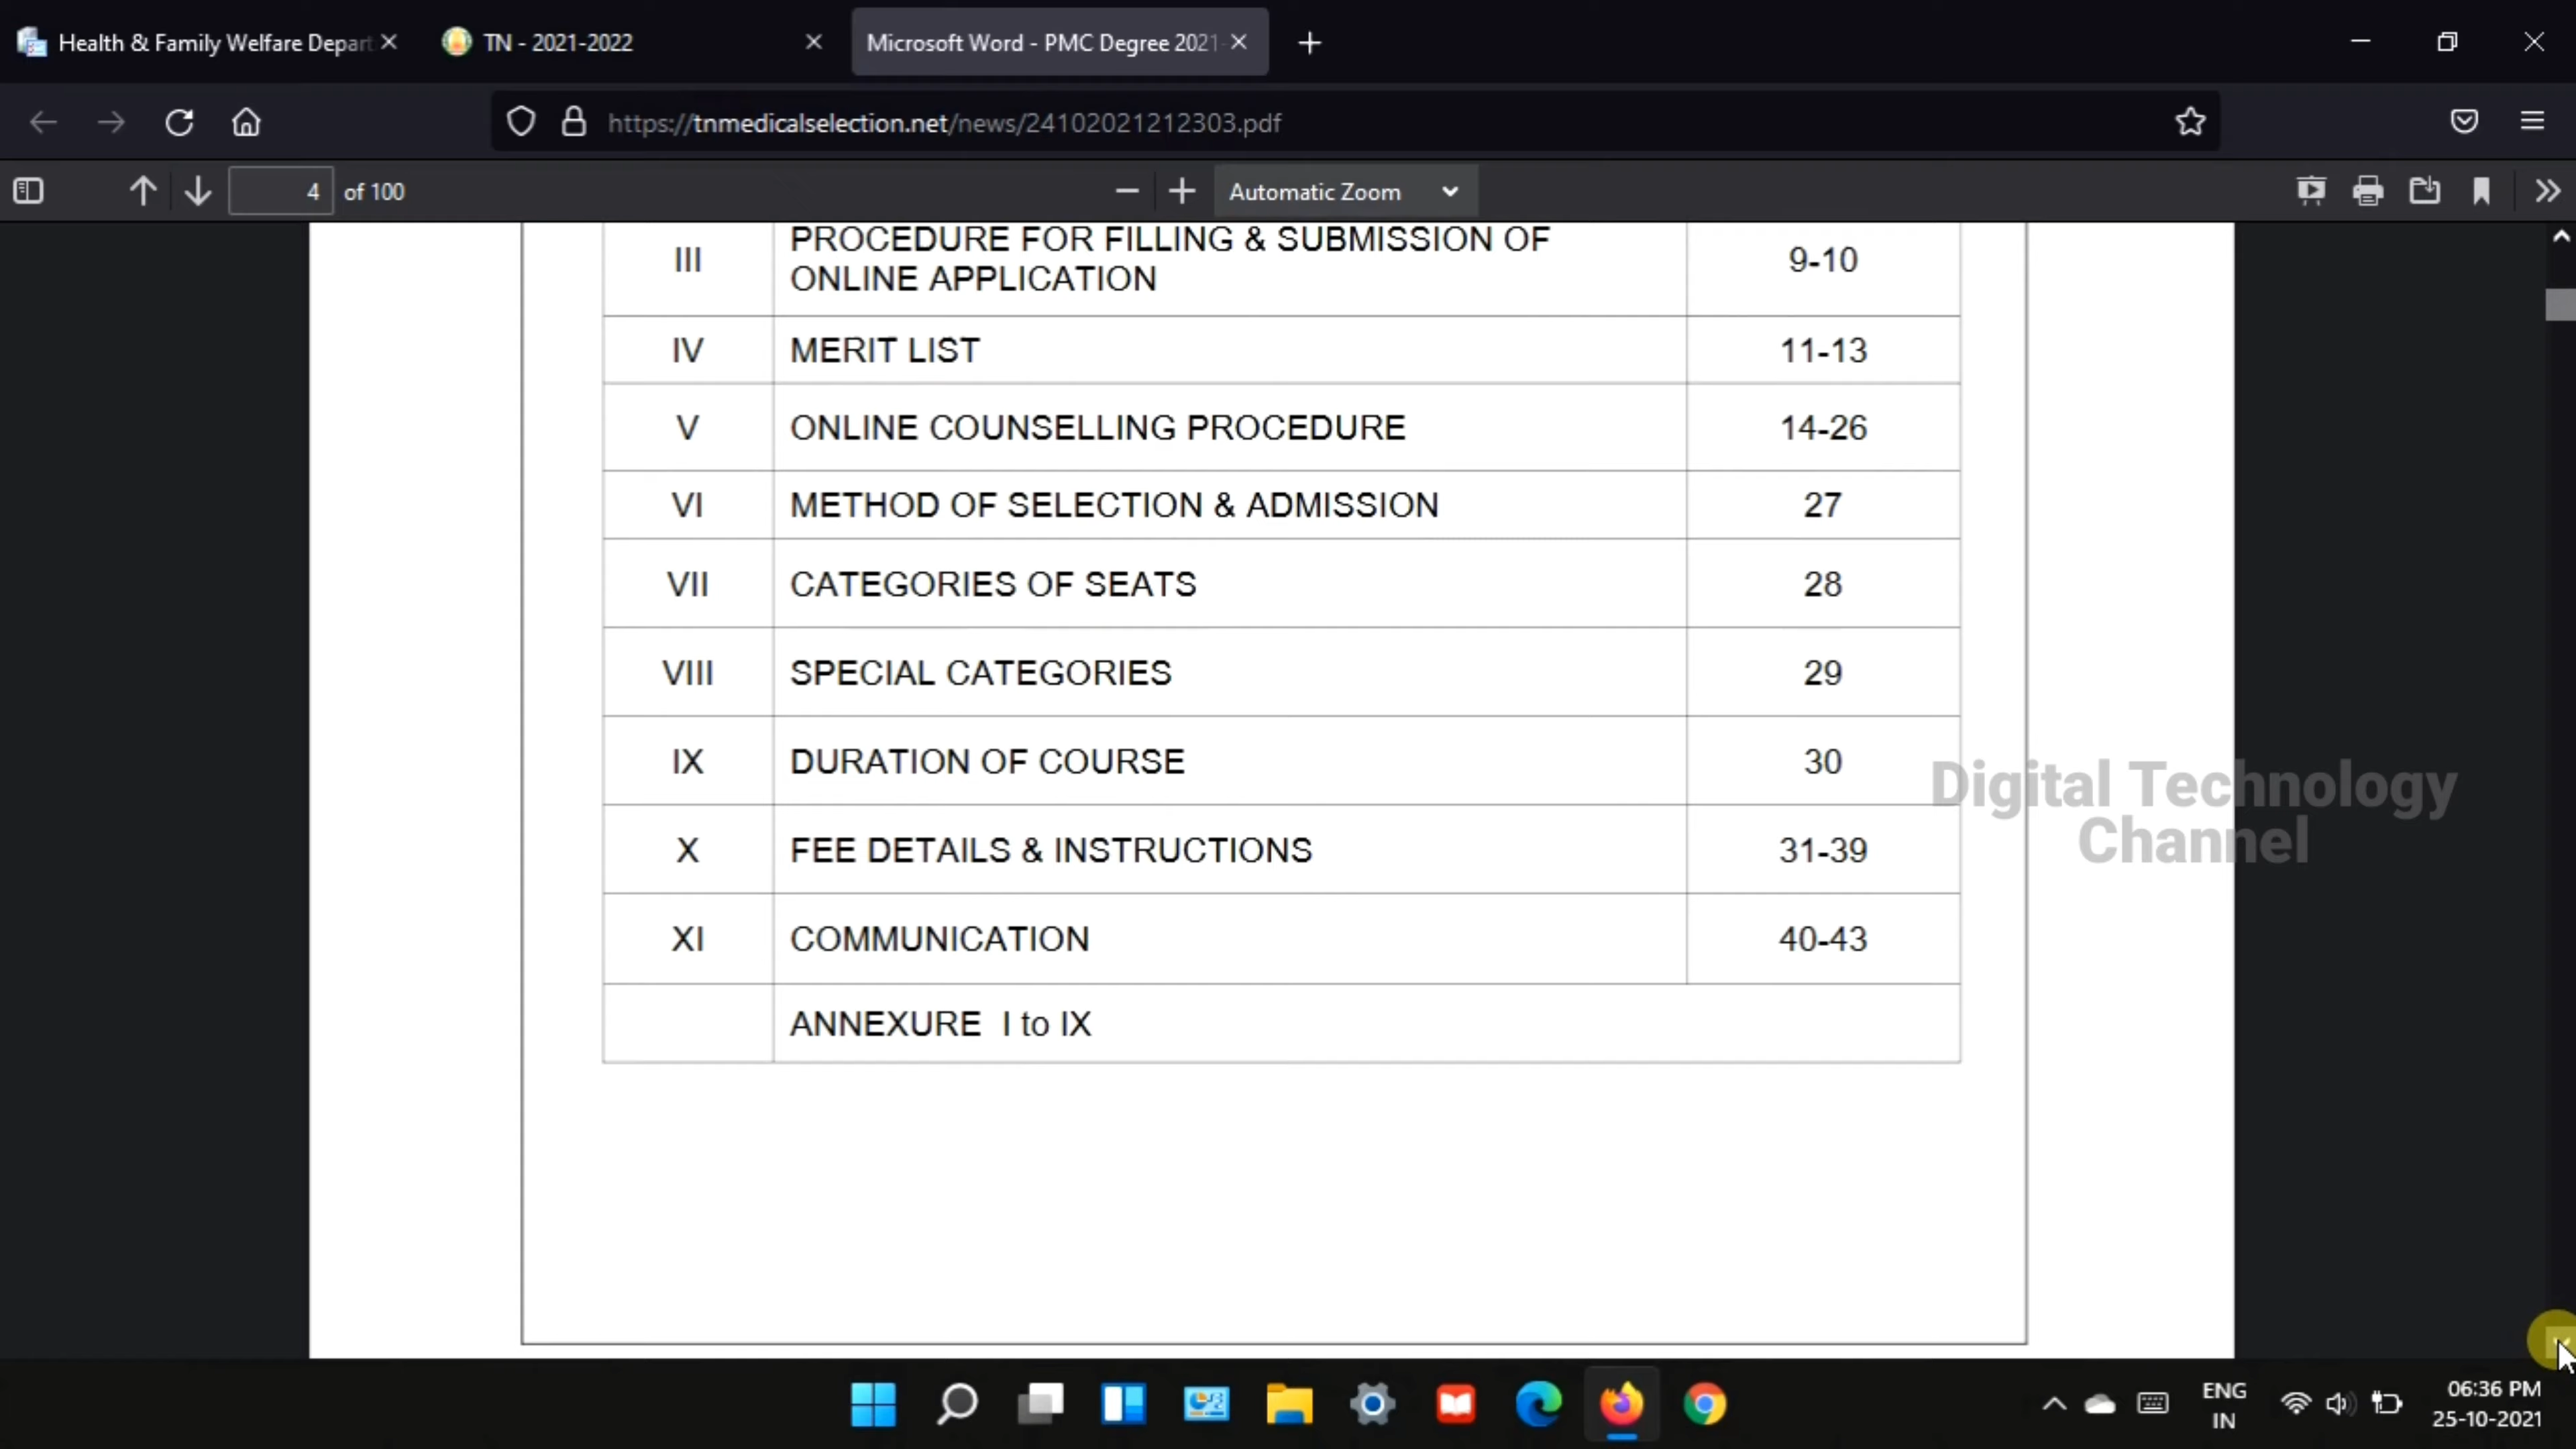 Health & Family Welfare Depart
TN - 2021-2022
Microsoft Word - PMC Degree 2021-
https://tnmedicalselection.net/news/24102021212303.pdf
4 of 100
Automatic Zoom
III PROCEDURE FOR FILLING & SUBMISSION OF 9-10
ONLINE APPLICATION
IV MERIT LIST 11-13
V ONLINE COUNSELLING PROCEDURE 14-26
VI METHOD OF SELECTION & ADMISSION 27
VII CATEGORIES OF SEATS 28
VIII SPECIAL CATEGORIES 29
IX DURATION OF COURSE 30
X FEE DETAILS & INSTRUCTIONS 31-39
XI COMMUNICATION 40-43
ANNEXURE I to IX
Digital Technology
Channel
ENG
IN
06:36 PM
25-10-2021